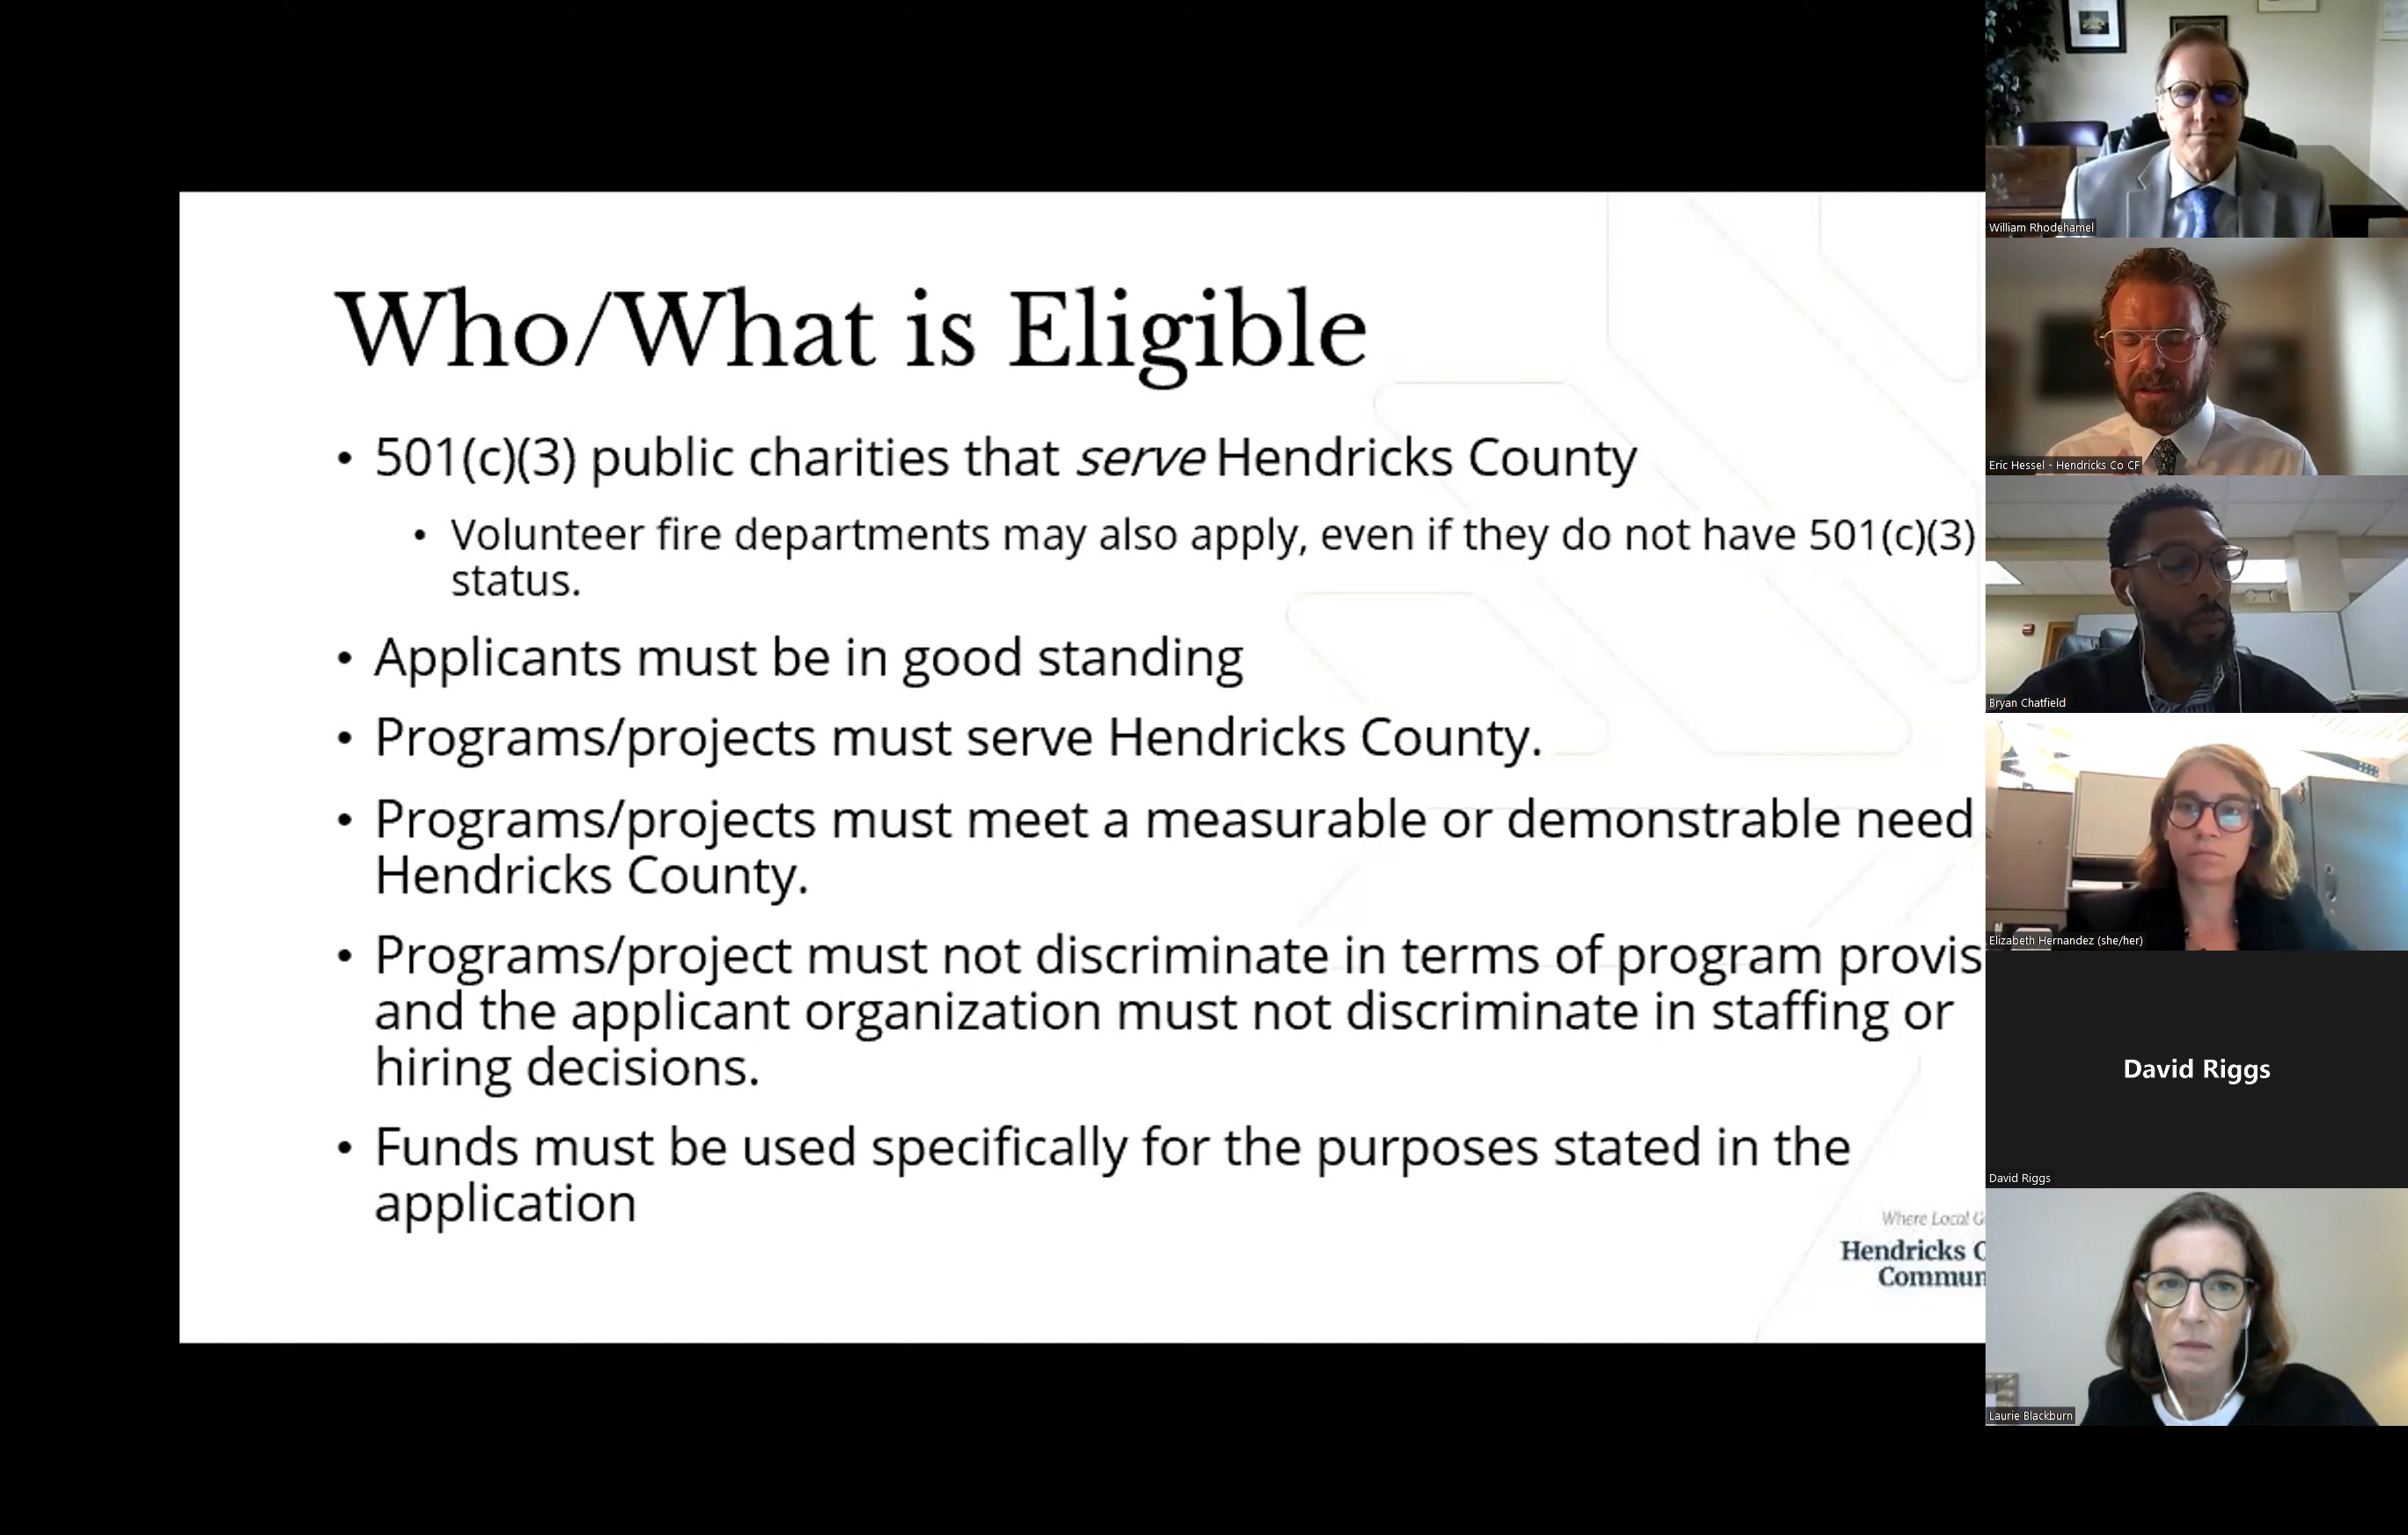 Who/What is Eligible
• 501(c)(3) public charities that serve Hendricks County
• Volunteer fire departments may also apply, even if they do not have 501(c)(3)
status.
• Applicants must be in good standing
• Programs/projects must serve Hendricks County.
• Programs/projects must meet a measurable or demonstrable need
Hendricks County.
• Programs/project must not discriminate in terms of program provis
and the applicant organization must not discriminate in staffing or
hiring decisions.
• Funds must be used specifically for the purposes stated in the
application
Where Local G
Hendricks C
Commun
William Rhodehamel
Eric Hessel - Hendricks Co CF
Bryan Chatfield
Elizabeth Hernandez (she/her)
David Riggs
David Riggs
Laurie Blackburn